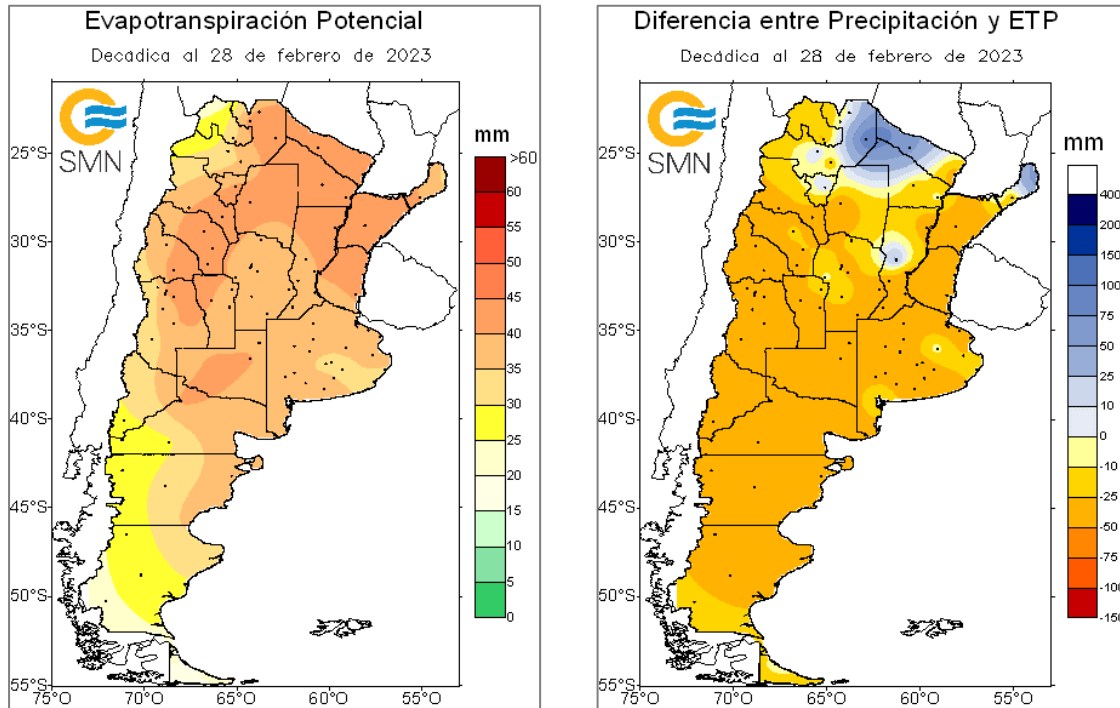 Evapotranspiración Potencial
Decádica al 28 de febrero de 2023
SMN
mm
>60
60
55
50
45
40
35
30
25
20
15
10
5
0
25°S
30°S
35°S
40°S
45°S
50°S
55°S
75°O
70°O
65°O
60°O
55°O
Diferencia entre Precipitación y ETP
Decádica al 28 de febrero de 2023
SMN
mm
400
200
150
100
75
50
25
10
0
-10
-25
-50
-75
-100
-150
25°S
30°S
35°S
40°S
45°S
50°S
55°S
75°O
70°O
65°O
60°O
55°O